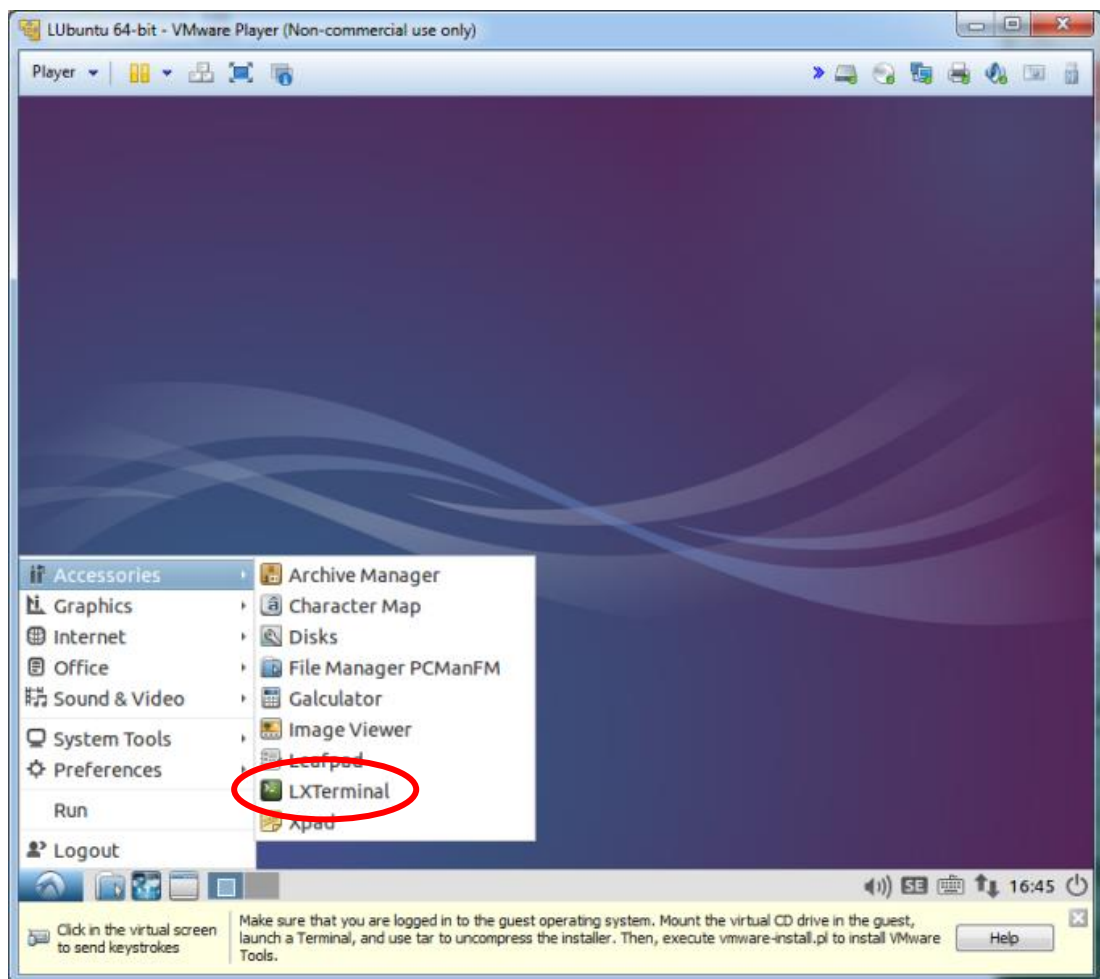 LUbuntu 64-bit - VMware Player (Non-commercial use only)
Player
Accessories
Graphics
Internet
Office
Sound & Video
System Tools
Preferences
Run
Logout
Archive Manager
Character Map
Disks
File Manager PCManFM
Galculator
Image Viewer
Leafpad
LXTerminal
Xpad
SE 16:45
Click in the virtual screen
to send keystrokes
Make sure that you are logged in to the guest operating system. Mount the virtual CD drive in the guest,
launch a Terminal, and use tar to uncompress the installer. Then, execute vmware-install.pl to install VMware
Tools.
Help